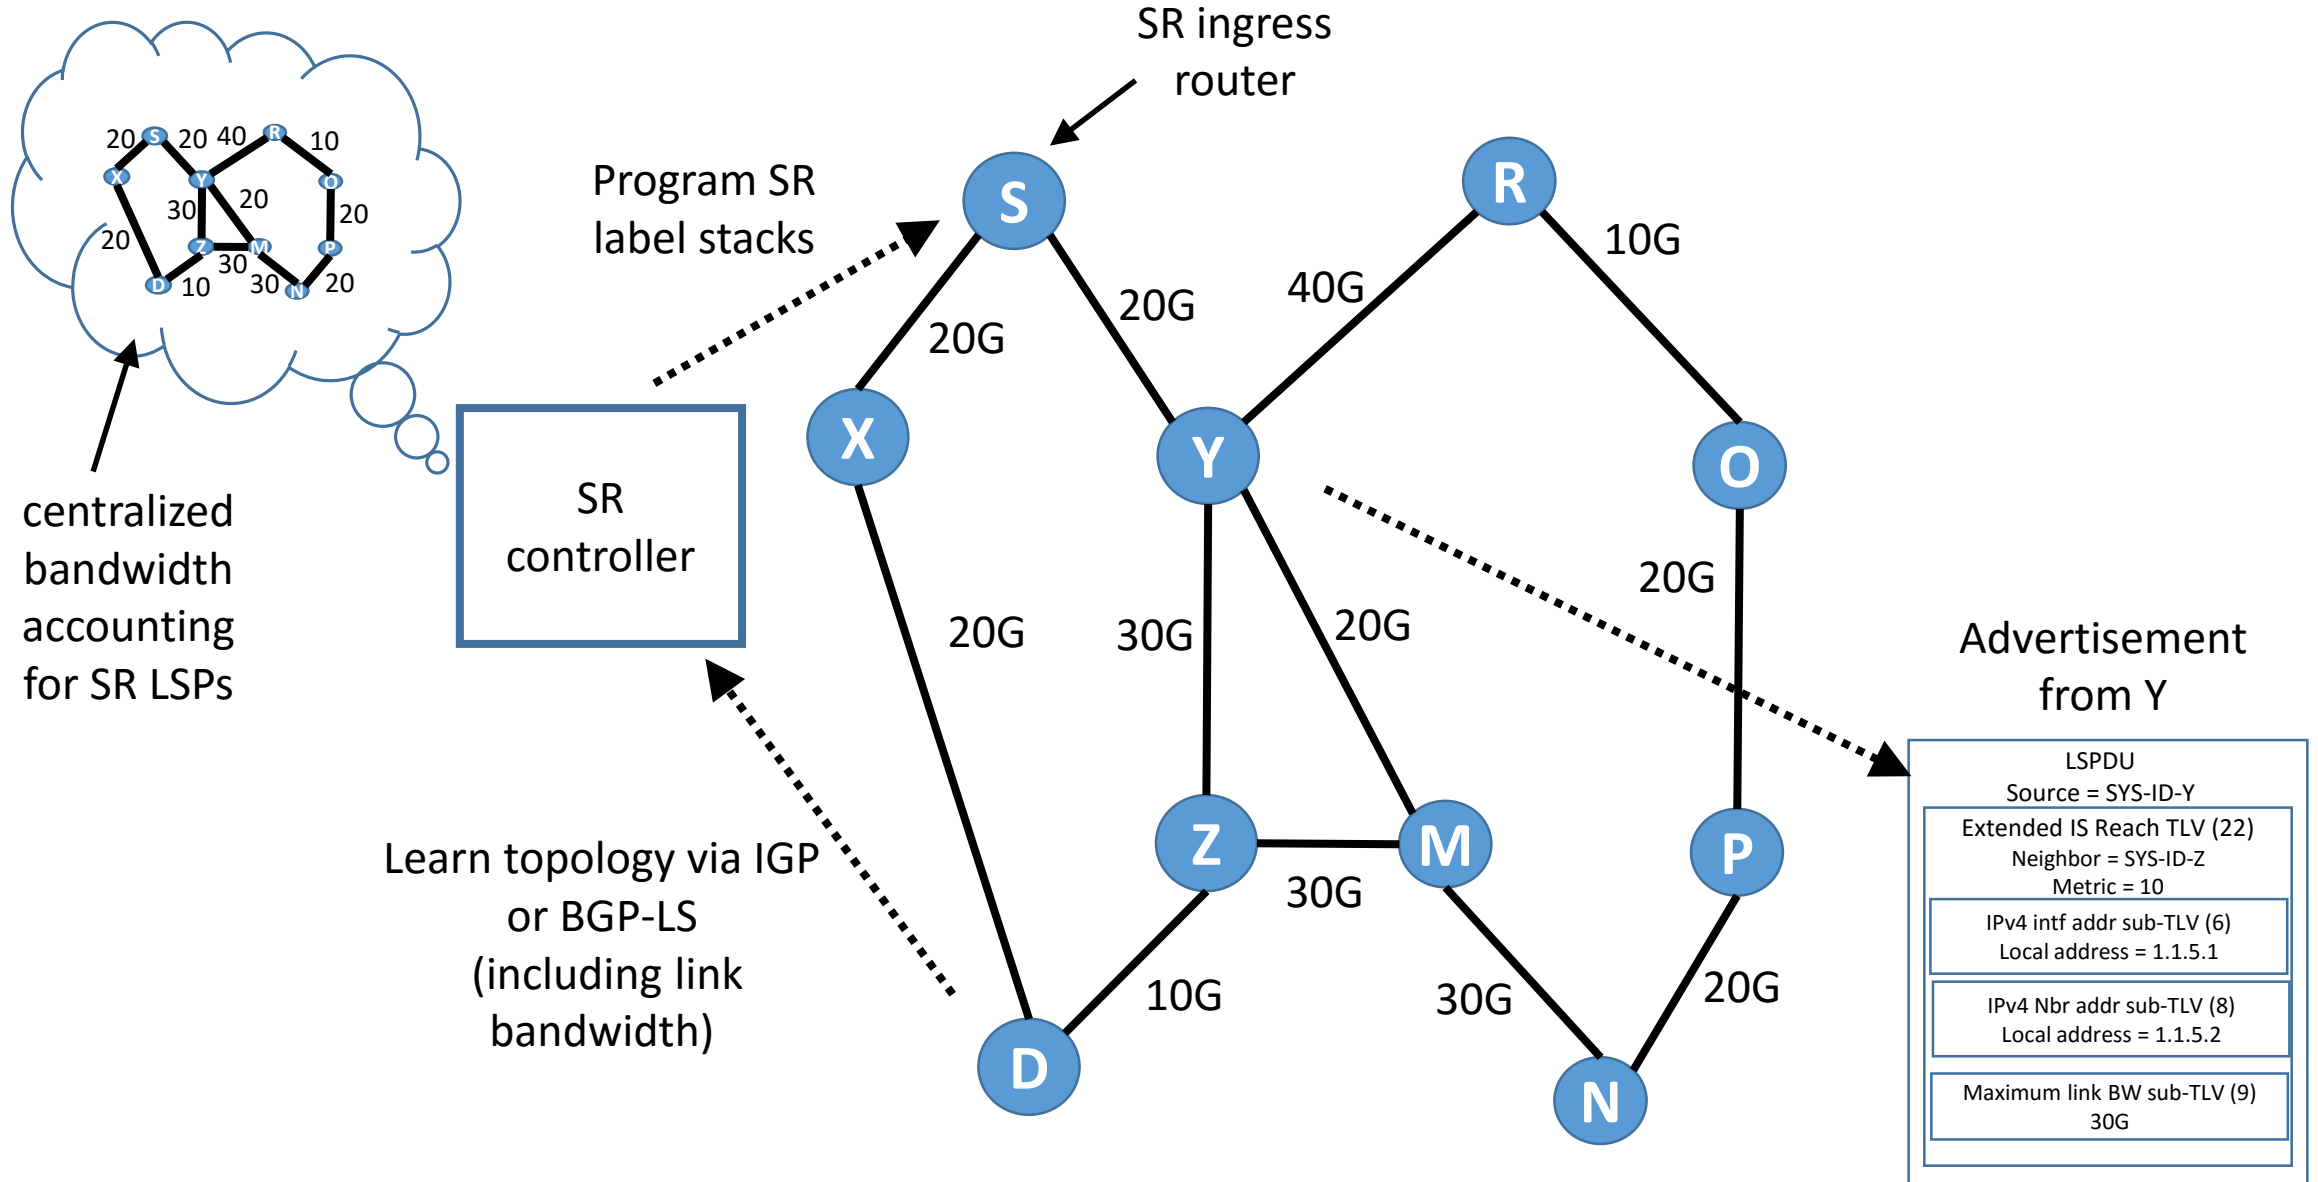 SR ingress
router
20
S
20
40
R
10
X
Y
O
30
20
20
20
Z
M
P
30
D
10
30
N
20
Program SR
label stacks
S
R
10G
40G
20G
20G
X
Y
O
SR
controller
centralized
bandwidth
accounting
for SR LSPs
20G
30G
20G
20G
Advertisement
from Y
LSPDU
Source = SYS-ID-Y
Extended IS Reach TLV (22)
Neighbor = SYS-ID-Z
Metric = 10
IPv4 intf addr sub-TLV (6)
Local address = 1.1.5.1
IPv4 Nbr addr sub-TLV (8)
Local address = 1.1.5.2
Maximum link BW sub-TLV (9)
30G
Learn topology via IGP
or BGP-LS
(including link
bandwidth)
Z
M
P
30G
10G
30G
20G
D
N